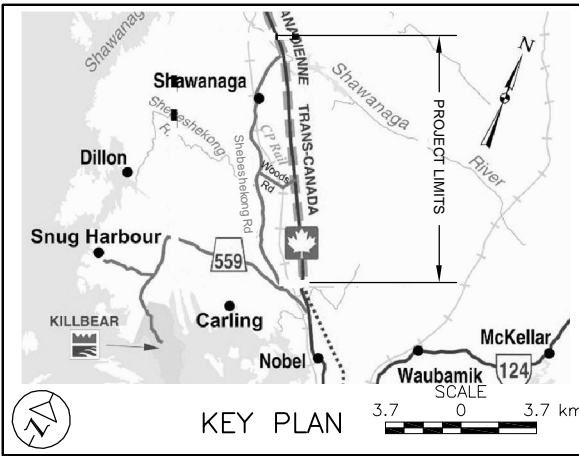 CANADIENNE TRANS-CANADA
Shawanaga
Shawanaga
Shawanaga River
N
Shebeshekong R.
CP Rail
PROJECT LIMITS
Dillon
Shebeshekong Rd
Woods Rd
Snug Harbour
559
KILLBEAR
Carling
Nobel
McKellar
Waubamik
124
N
KEY PLAN
SCALE
3.7 0 3.7 km